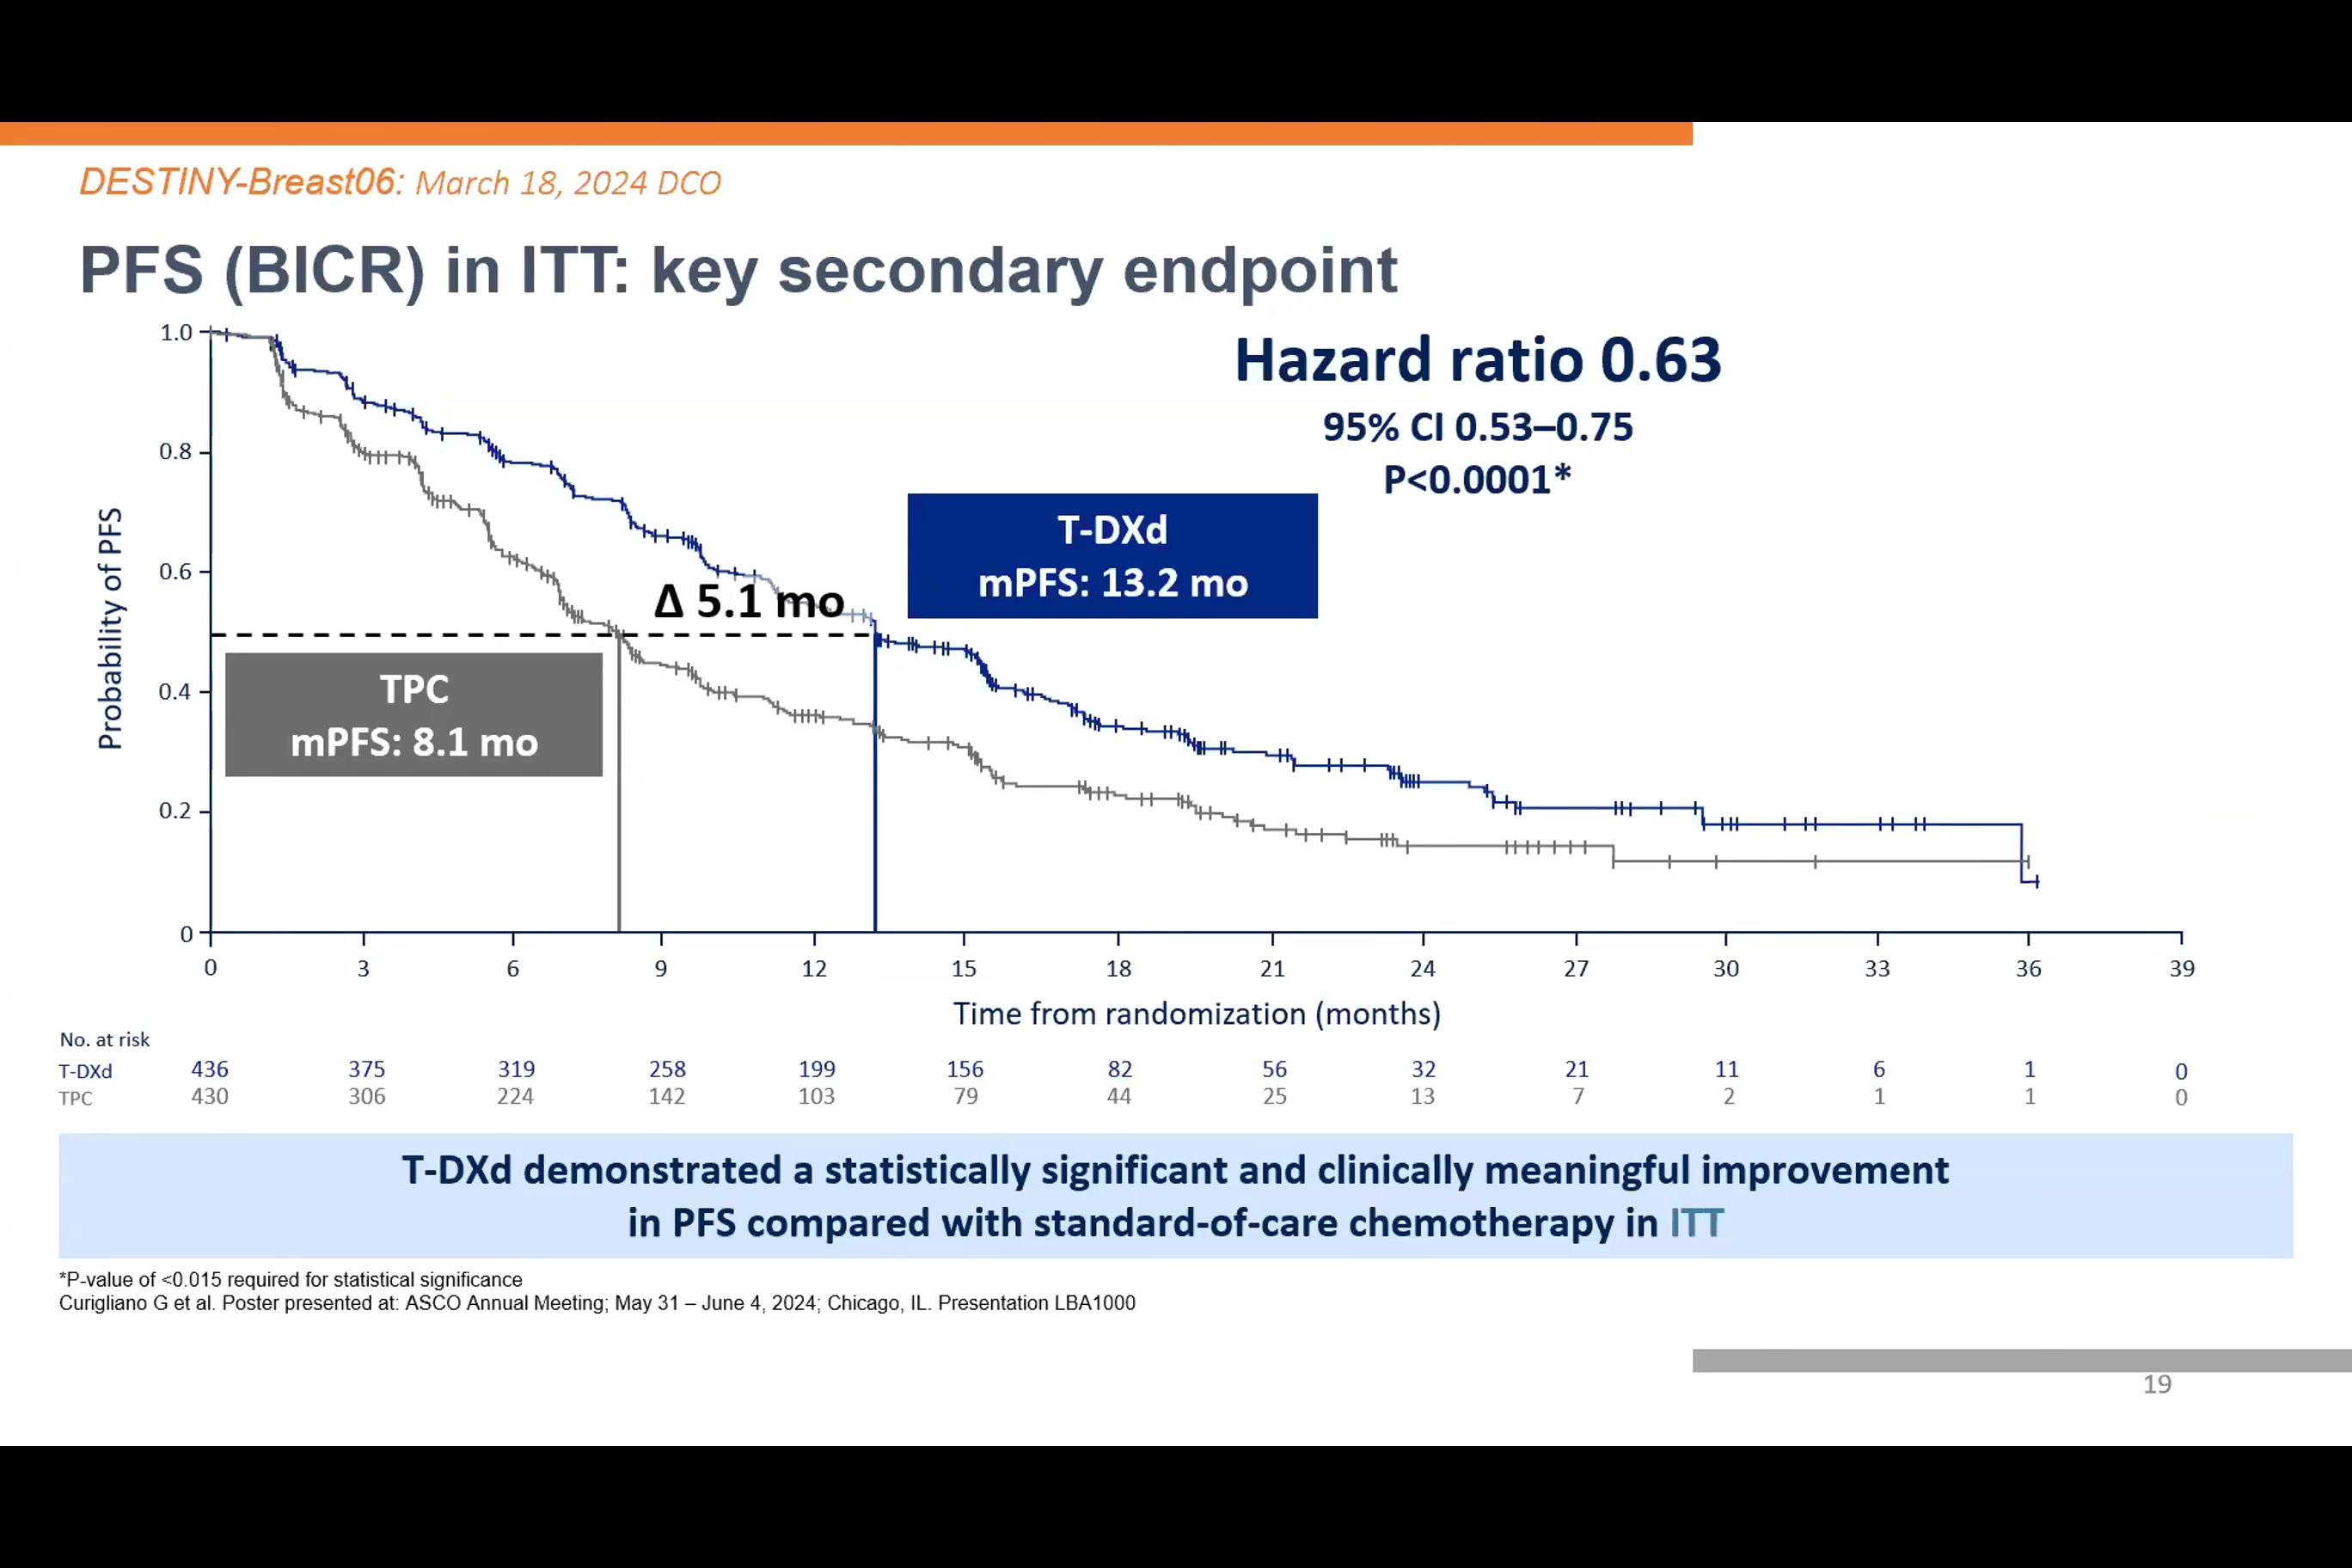 DESTINY-Breast06: March 18, 2024 DCO
PFS (BICR) in ITT: key secondary endpoint
Hazard ratio 0.63
95% CI 0.53–0.75
P<0.0001*
T-DXd
mPFS: 13.2 mo
Δ 5.1 mo
TPC
mPFS: 8.1 mo
Probability of PFS
1.0
0.8
0.6
0.4
0.2
0
0 3 6 9 12 15 18 21 24 27 30 33 36 39
Time from randomization (months)
No. at risk
T-DXd 436 375 319 258 199 156 82 56 32 21 11 6 1 0
TPC 430 306 224 142 103 79 44 25 13 7 2 1 1 0
T-DXd demonstrated a statistically significant and clinically meaningful improvement
in PFS compared with standard-of-care chemotherapy in ITT
*P-value of <0.015 required for statistical significance
Curigliano G et al. Poster presented at: ASCO Annual Meeting; May 31 – June 4, 2024; Chicago, IL. Presentation LBA1000
19